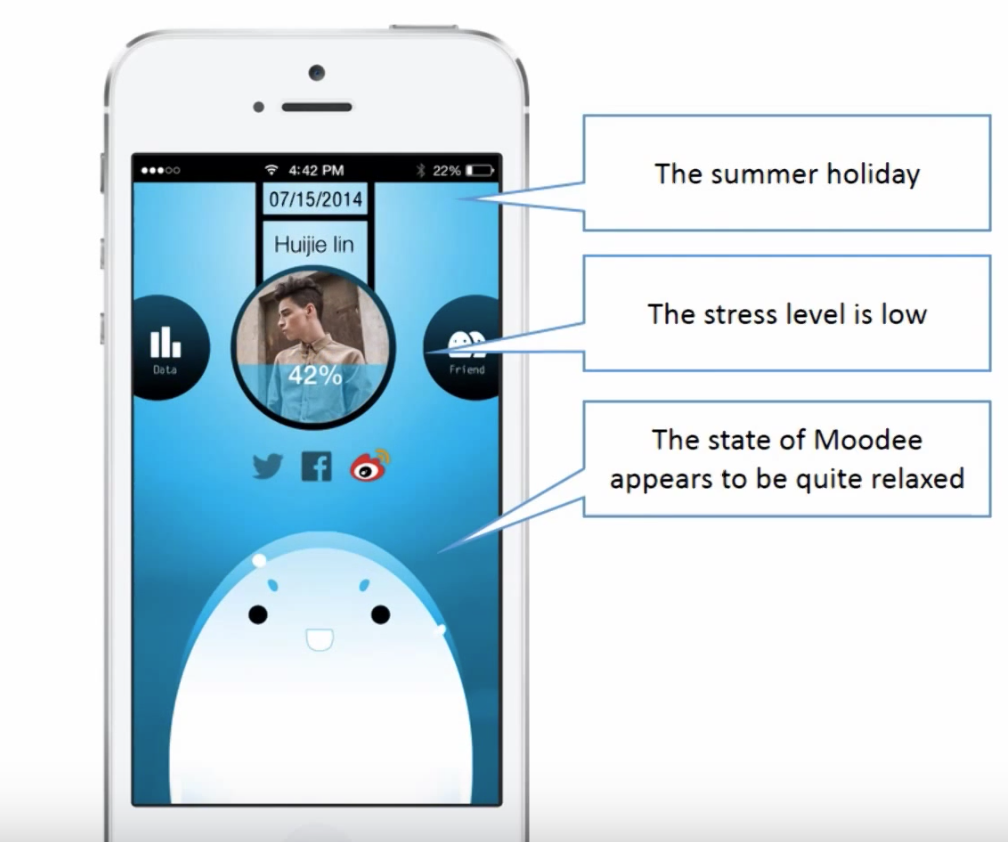 4:42 PM
22%
07/15/2014
Huijie lin
Data
42%
Friend
The summer holiday
The stress level is low
The state of Moodee
appears to be quite relaxed